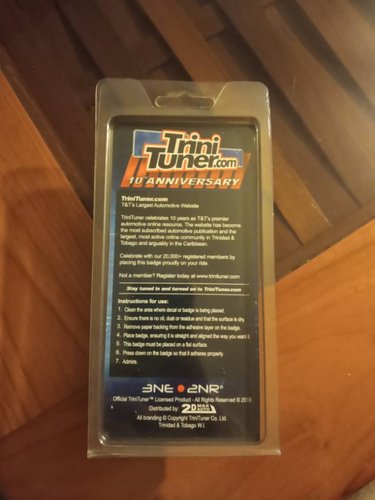 Trini
Tuner.com
10TH ANNIVERSARY
TriniTuner.com
T&T's Largest Automotive Website
TriniTuner celebrates 10 years as T&T's premier
automotive online resource. The website has become
the most subscribed automotive publication and the
largest, most active online community in Trinidad &
Tobago and arguably in the Caribbean.
Celebrate with our 20,000+ registered members by
placing this badge proudly on your ride.
Not a member? Register today at www.trinituner.com
Stay tuned in and turned on to TriniTuner.com
Instructions for use:
1. Clean the area where decal or badge is being placed.
2. Ensure there is no oil, dust or residue and that the surface is dry.
3. Remove paper backing from the adhesive layer on the badge.
4. Place badge, ensuring it is straight and aligned the way you want it.
5. This badge must be placed on a flat surface.
6. Press down on the badge so that it adheres properly.
7. Admire.
3NE 2NR®
Official TriniTuner™ Licensed Product - All Rights Reserved © 2010
Distributed by:
All branding © Copyright TriniTuner Co. Ltd.
Trinidad & Tobago W.I.